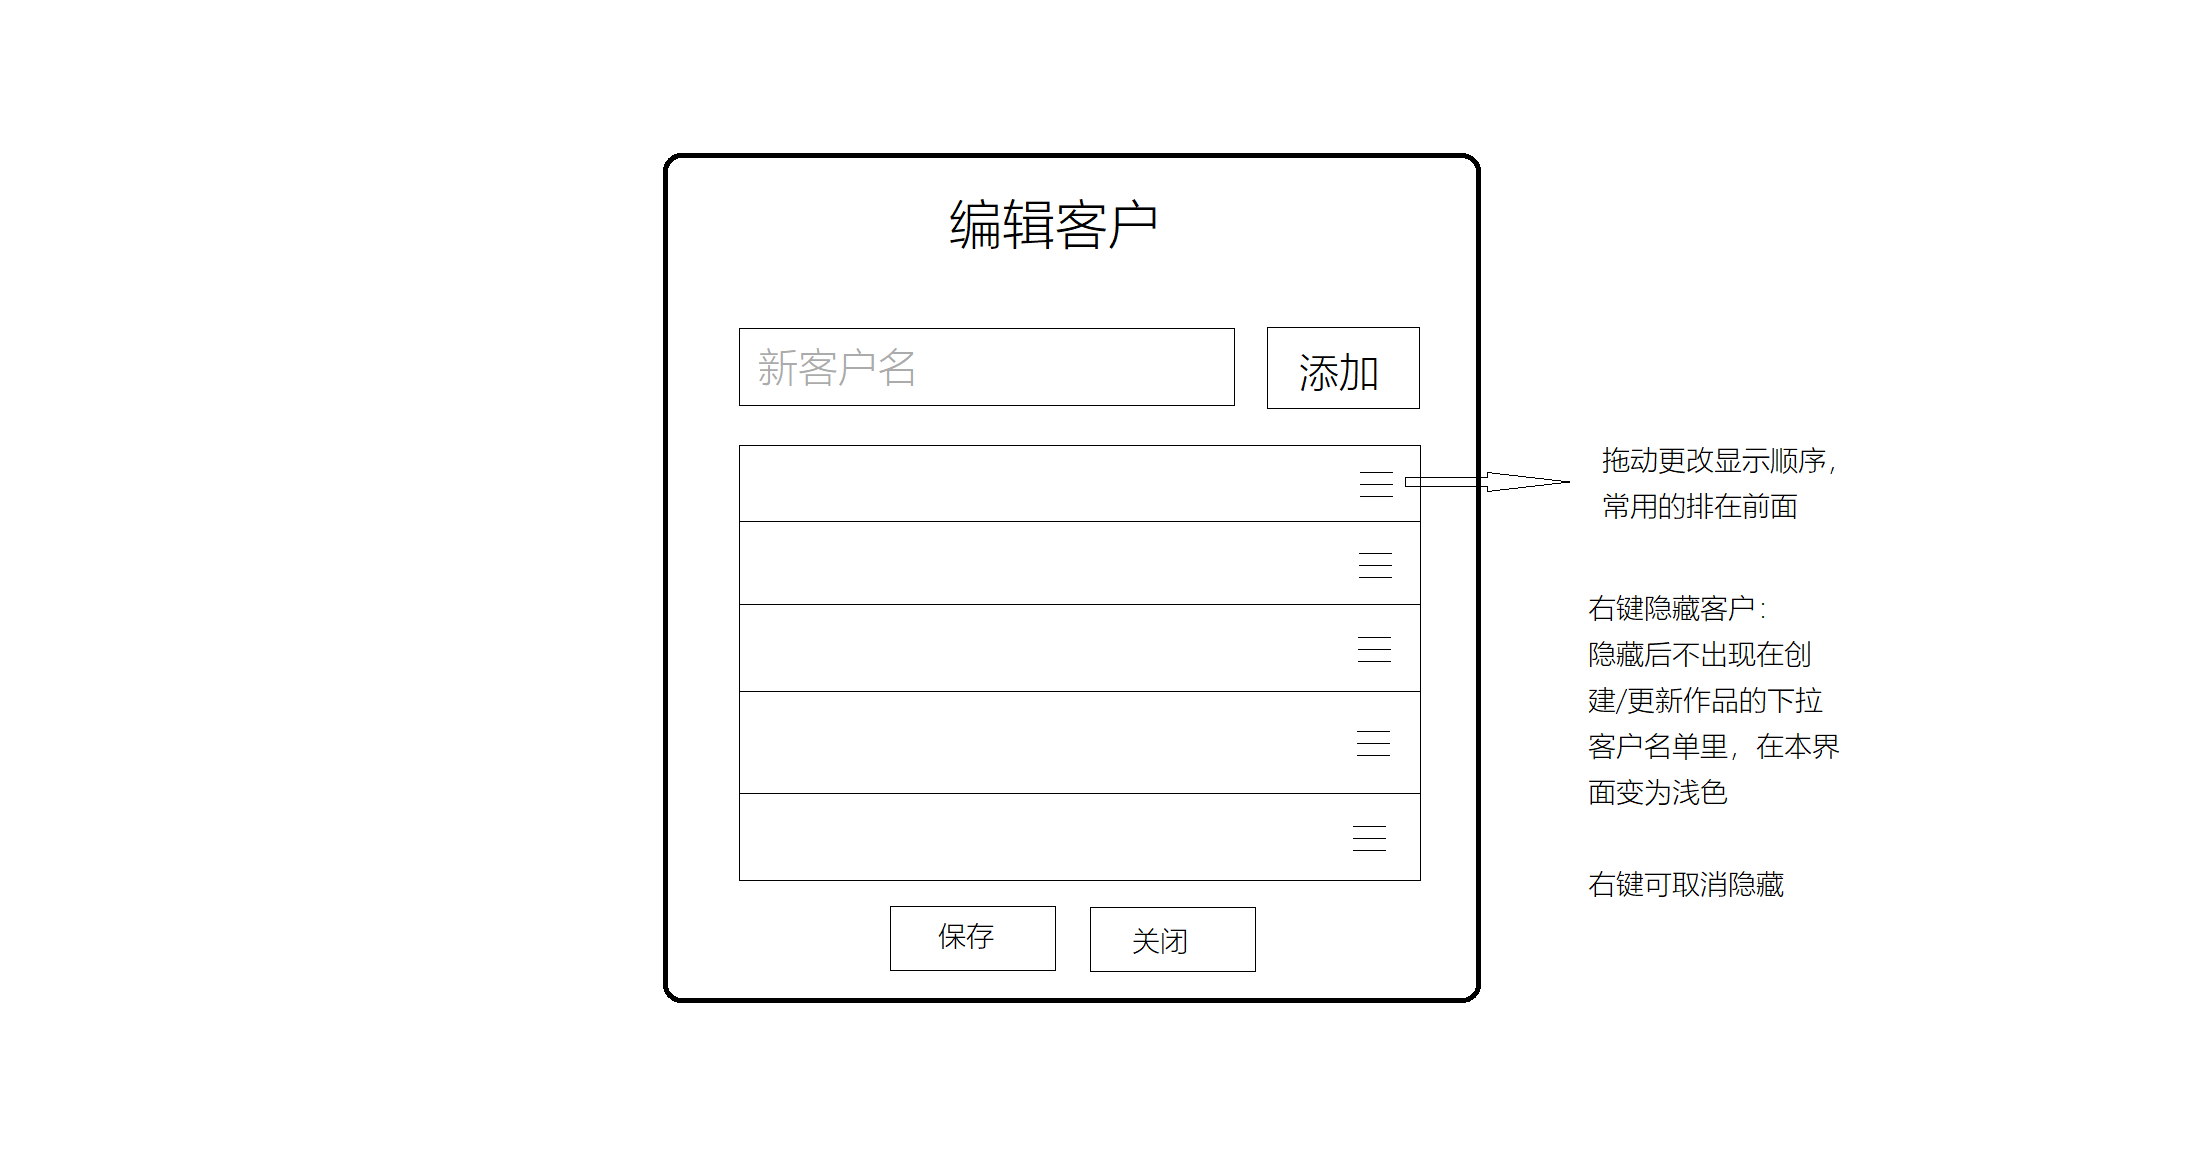 编辑客户
新客户名
添加
拖动更改显示顺序，
常用的排在前面
右键隐藏客户：
隐藏后不出现在创
建/更新作品的下拉
客户名单里，在本界
面变为浅色
右键可取消隐藏
保存
关闭